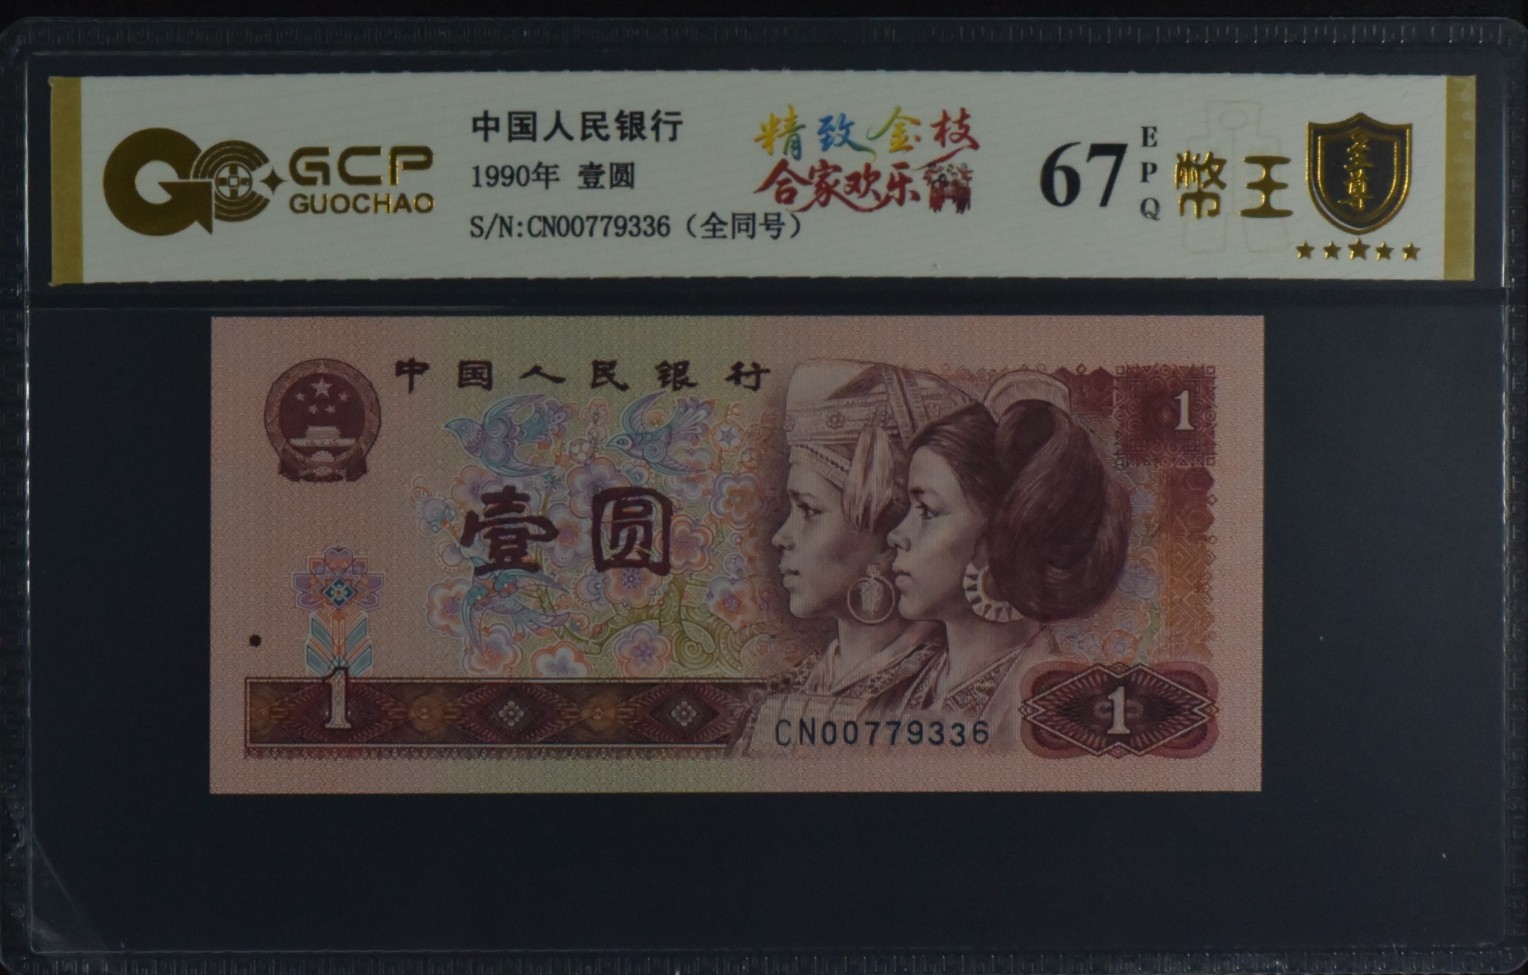 GCP
GUOCHAO
中国人民银行
1990年 壹圆
S/N:CN00779336（全同号）
精致金枝
合家欢乐
67
EPQ
幣王
至尊
中国人民银行
1
壹圆
1
CN00779336
1